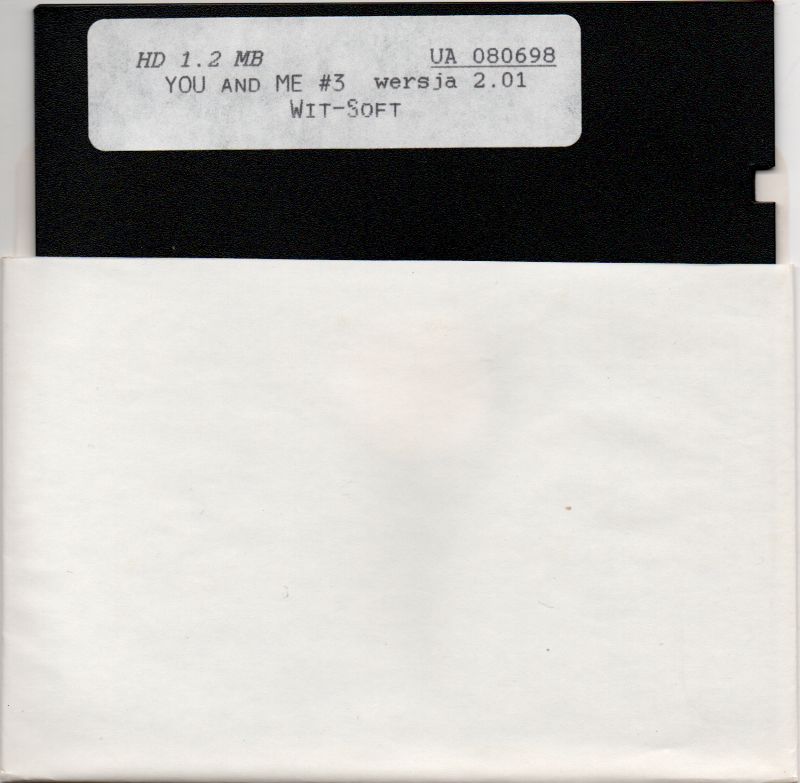 HD 1.2 MB UA 080698
YOU AND ME #3 wersja 2.01
WIT-SOFT